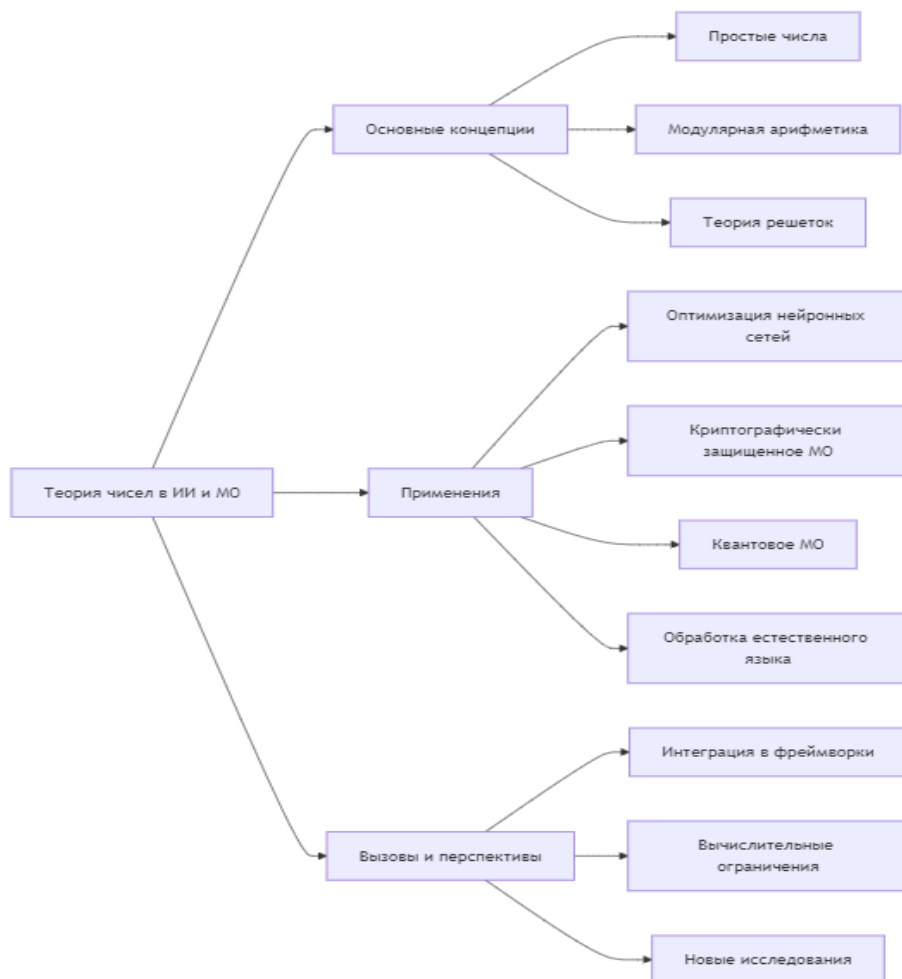 Простые числа
Основные концепции
Модулярная арифметика
Теория решеток
Оптимизация нейронных
сетей
Криптографически
защищенное МО
Теория чисел в ИИ и МО
Применения
Квантовое МО
Обработка естественного
языка
Интеграция в фреймворки
Вызовы и перспективы
Вычислительные
ограничения
Новые исследования